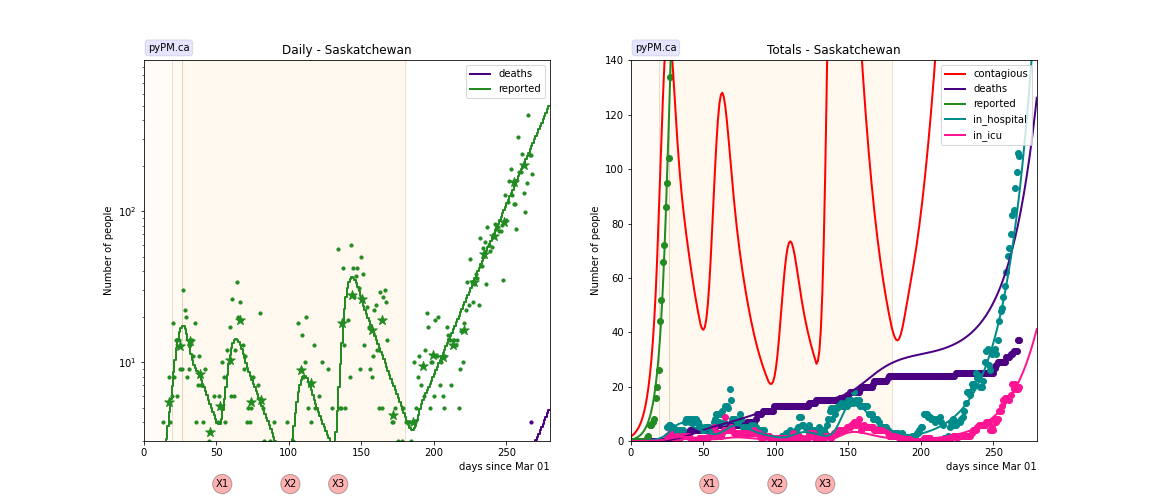 pyPM.ca
Daily - Saskatchewan
deaths
reported
Number of people
10²
10¹
0
50
100
150
200
250
days since Mar 01
X1
X2
X3
pyPM.ca
Totals - Saskatchewan
contagious
deaths
reported
in_hospital
in_icu
Number of people
140
120
100
80
60
40
20
0
0
50
100
150
200
250
days since Mar 01
X1
X2
X3